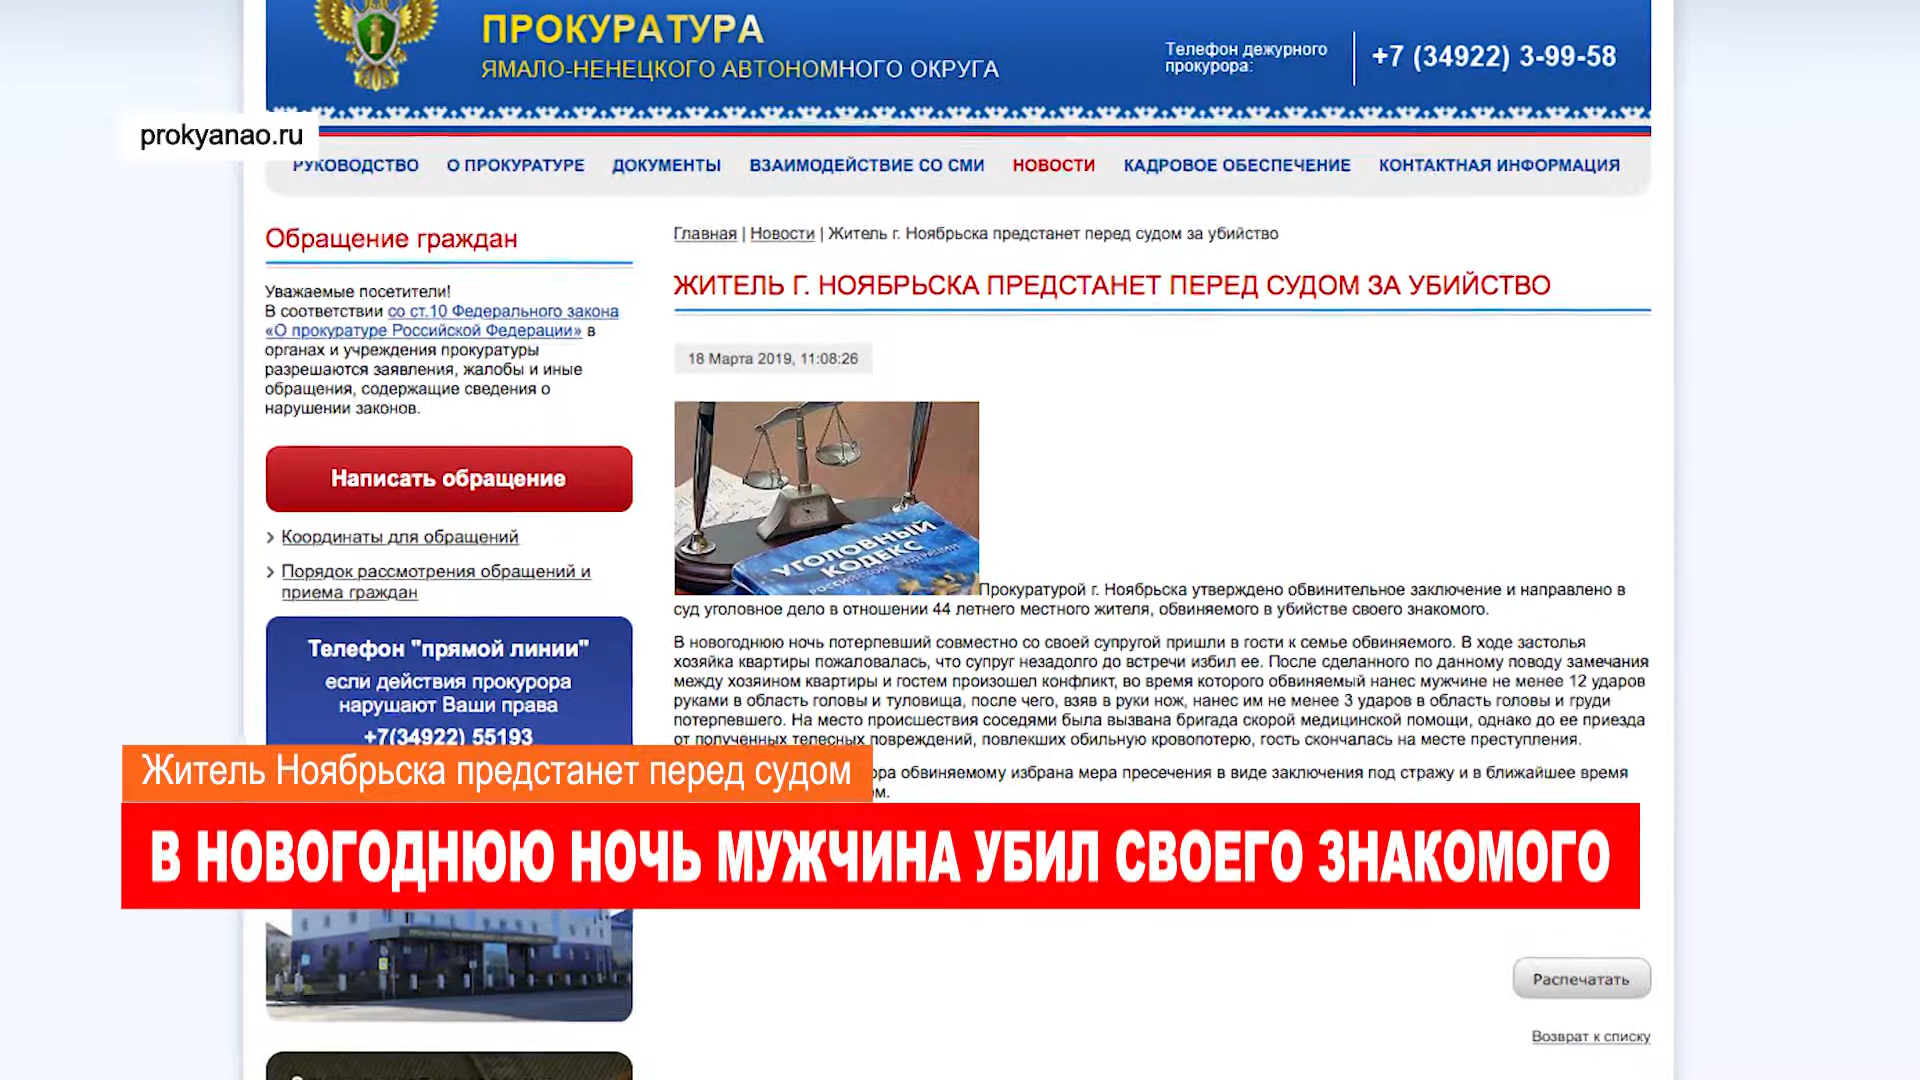 ПРОКУРАТУРА
ЯМАЛО-НЕНЕЦКОГО АВТОНОМНОГО ОКРУГА
Телефон дежурного
прокурора:
+7 (34922) 3-99-58
prokyanao.ru
РУКОВОДСТВО О ПРОКУРАТУРЕ ДОКУМЕНТЫ ВЗАИМОДЕЙСТВИЕ СО СМИ НОВОСТИ КАДРОВОЕ ОБЕСПЕЧЕНИЕ КОНТАКТНАЯ ИНФОРМАЦИЯ
Обращение граждан
Уважаемые посетители!
В соответствии со ст.10 Федерального закона
«О прокуратуре Российской Федерации» в
органах и учреждения прокуратуры
разрешаются заявления, жалобы и иные
обращения, содержащие сведения о
нарушении законов.
Написать обращение
Координаты для обращений
Порядок рассмотрения обращений и
приема граждан
Телефон "прямой линии"
если действия прокурора
нарушают Ваши права
+7(34922) 55193
Главная | Новости | Житель г. Ноябрьска предстанет перед судом за убийство
ЖИТЕЛЬ Г. НОЯБРЬСКА ПРЕДСТАНЕТ ПЕРЕД СУДОМ ЗА УБИЙСТВО
18 Марта 2019, 11:08:26
УГОЛОВНЫЙ
КОДЕКС
РОССИЙСКОЙ ФЕДЕРАЦИИ
Прокуратурой г. Ноябрьска утверждено обвинительное заключение и направлено в
суд уголовное дело в отношении 44 летнего местного жителя, обвиняемого в убийстве своего знакомого.
В новогоднюю ночь потерпевший совместно со своей супругой пришли в гости к семье обвиняемого. В ходе застолья
хозяйка квартиры пожаловалась, что супруг незадолго до встречи избил ее. После сделанного по данному поводу замечания
между хозяином квартиры и гостем произошел конфликт, во время которого обвиняемый нанес мужчине не менее 12 ударов
руками в область головы и туловища, после чего, взяв в руки нож, нанес им не менее 3 ударов в область головы и груди
потерпевшего. На место происшествия соседями была вызвана бригада скорой медицинской помощи, однако до ее приезда
от полученных телесных повреждений, повлекших обильную кровопотерю, гость скончалась на месте преступления.
ора обвиняемому избрана мера пресечения в виде заключения под стражу и в ближайшее время
ом.
Житель Ноябрьска предстанет перед судом
В НОВОГОДНЮЮ НОЧЬ МУЖЧИНА УБИЛ СВОЕГО ЗНАКОМОГО
Распечатать
Возврат к списку